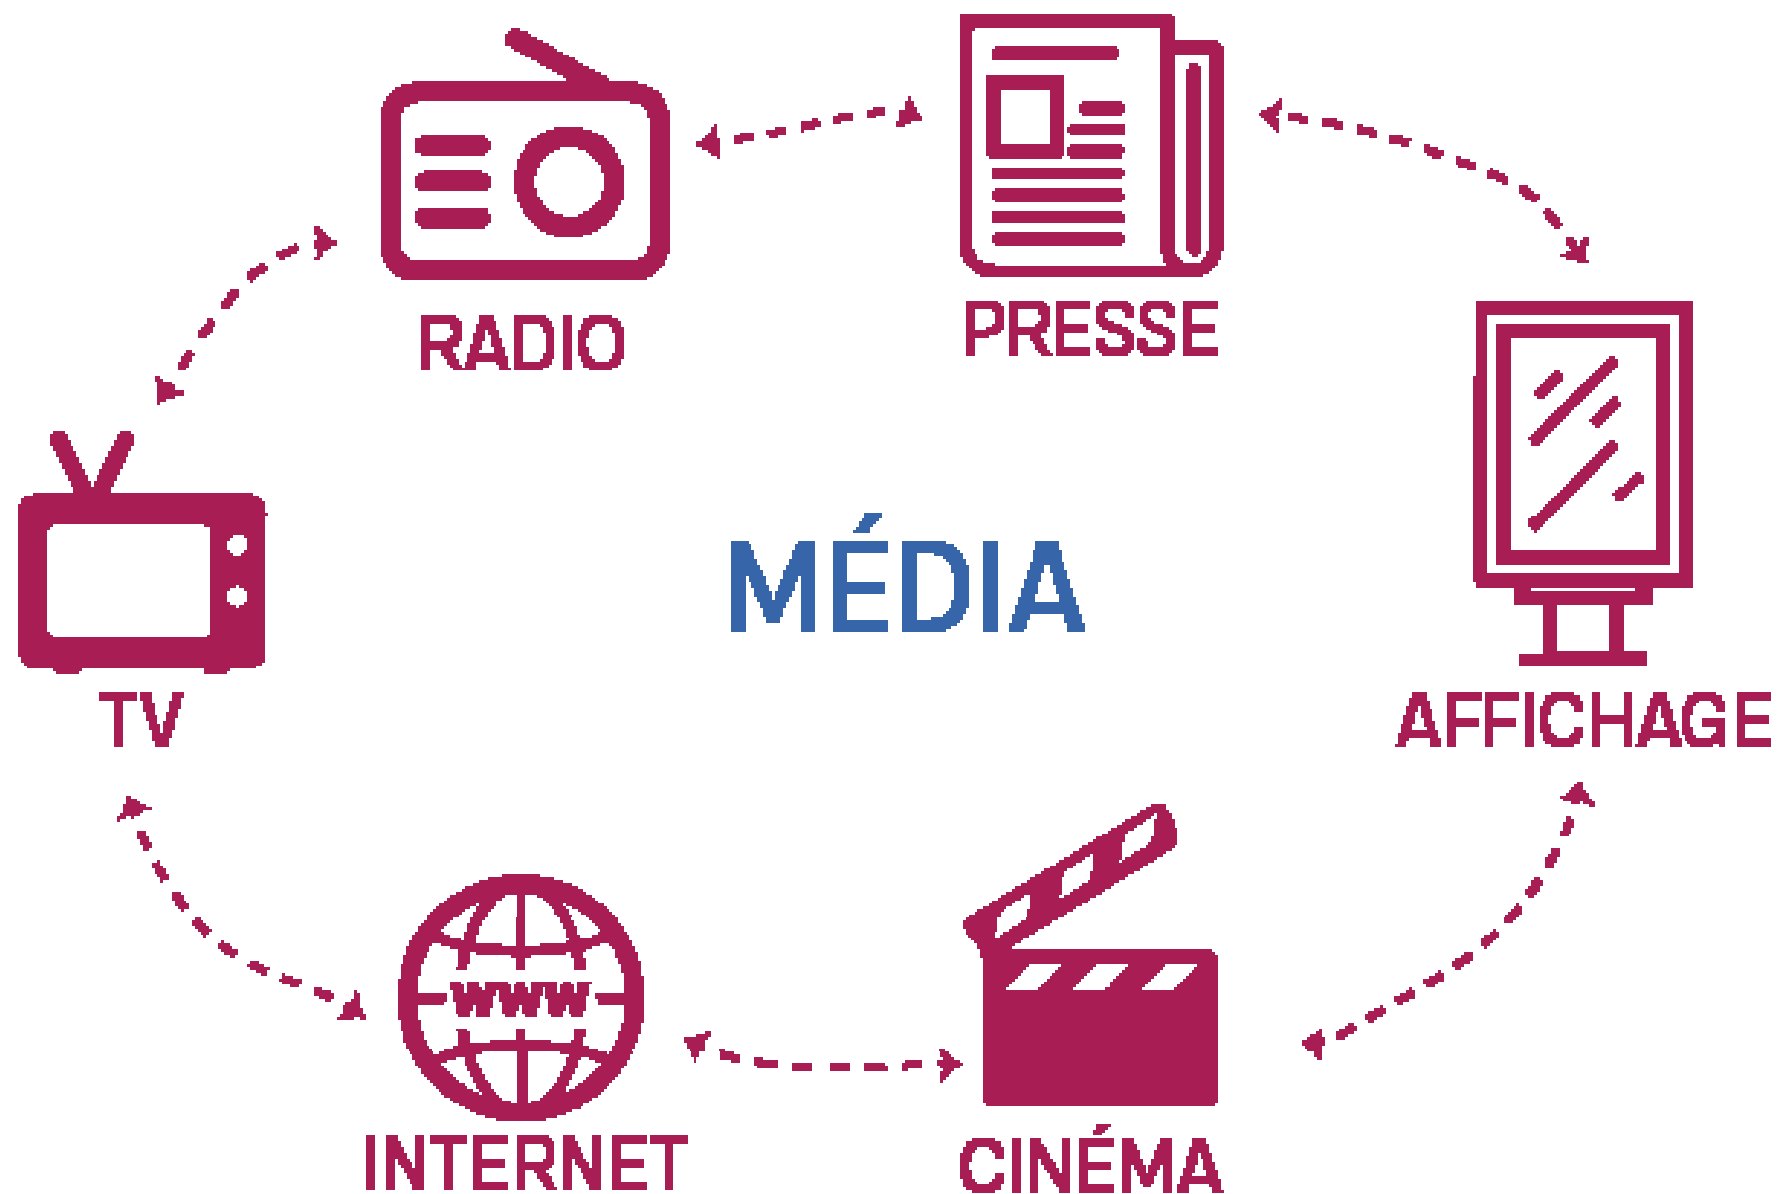 RADIO
PRESSE
MÉDIA
TV
AFFICHAGE
www
INTERNET
CINÉMA